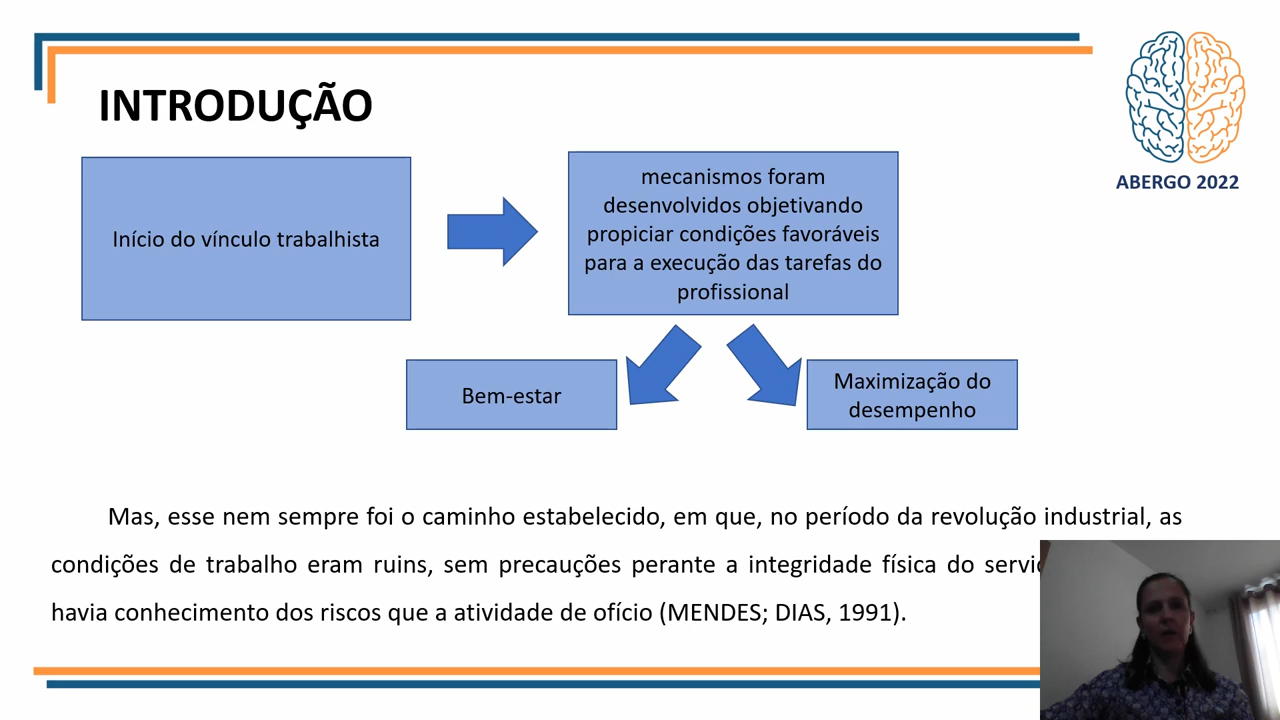 INTRODUÇÃO
ABERGO 2022
Início do vínculo trabalhista
mecanismos foram
desenvolvidos objetivando
propiciar condições favoráveis
para a execução das tarefas do
profissional
Bem-estar
Maximização do
desempenho
Mas, esse nem sempre foi o caminho estabelecido, em que, no período da revolução industrial, as
condições de trabalho eram ruins, sem precauções perante a integridade física do
havia conhecimento dos riscos que a atividade de ofício (MENDES; DIAS, 1991).